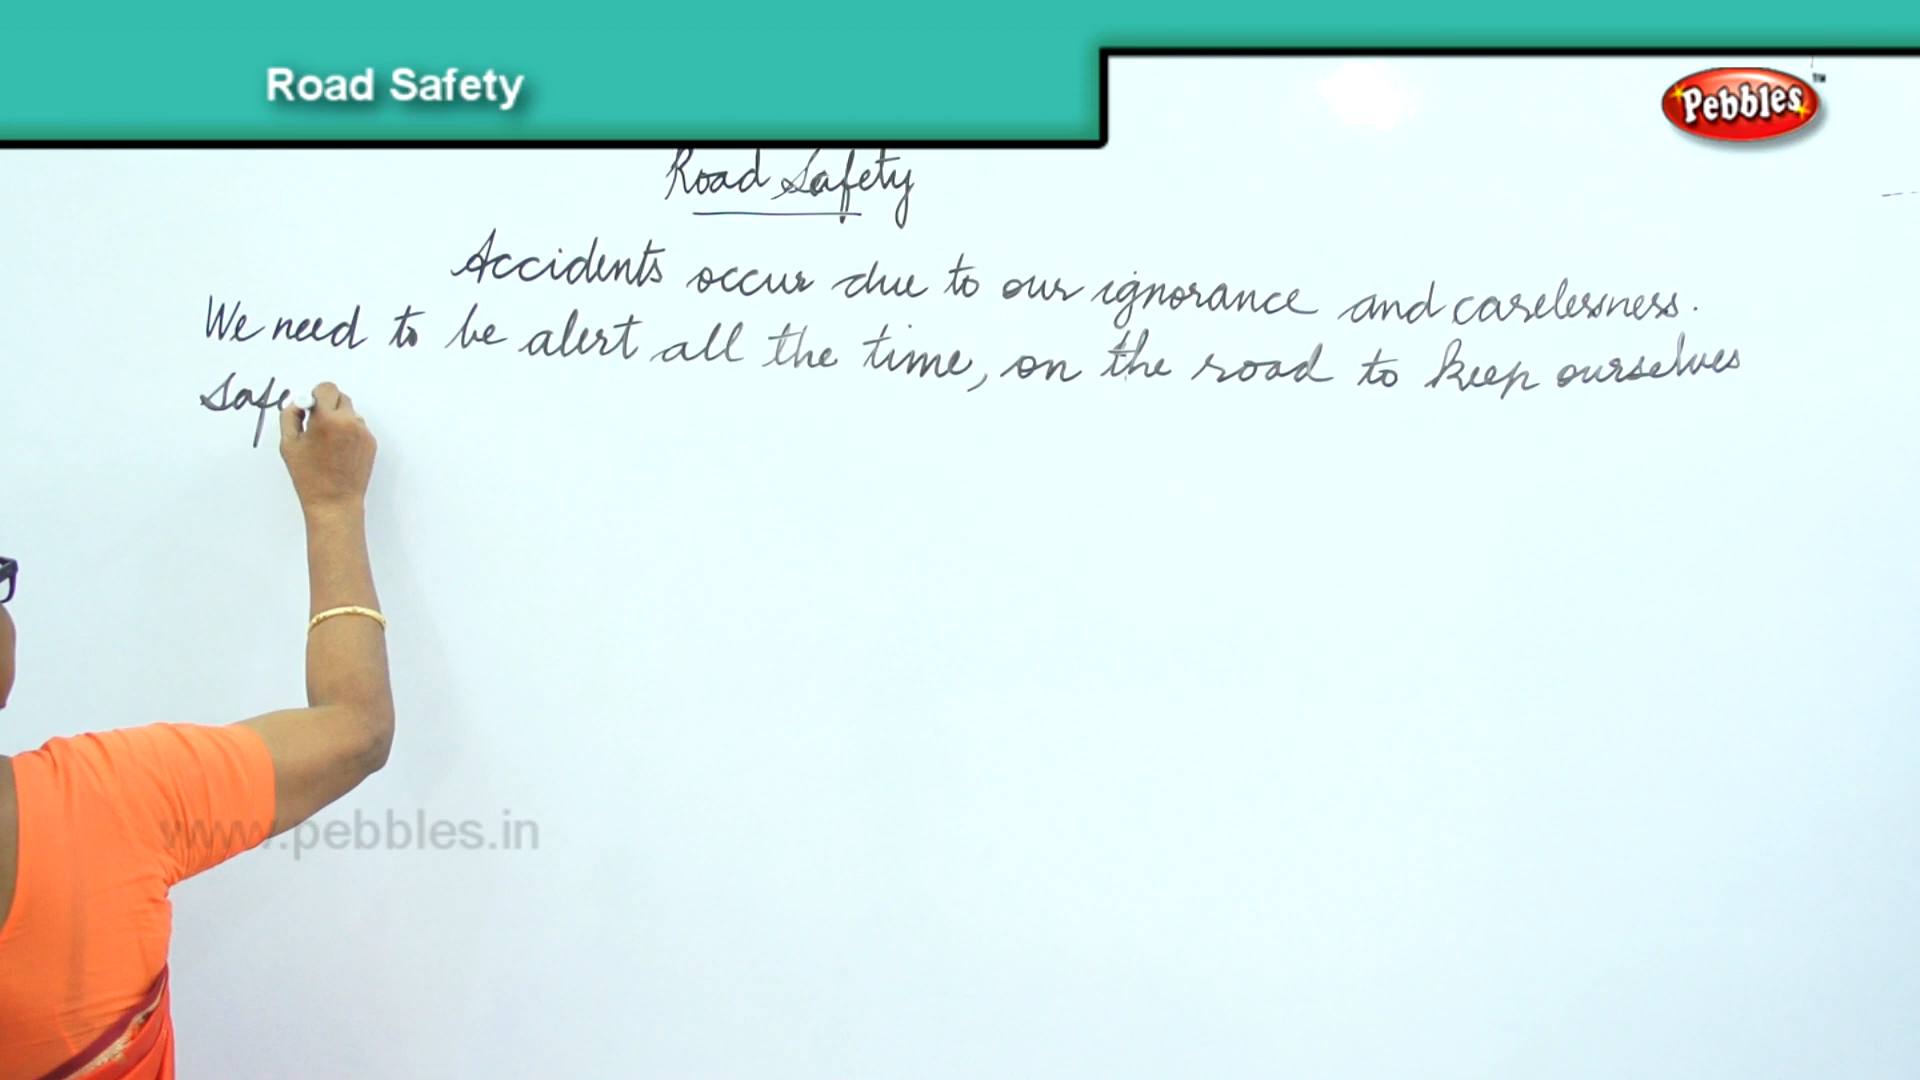 Road Safety
Pebbles TM
Road Safety
Accidents occur due to our ignorance and carelessness.
We need to be alert all the time, on the road to keep ourselves
safe
www.pebbles.in